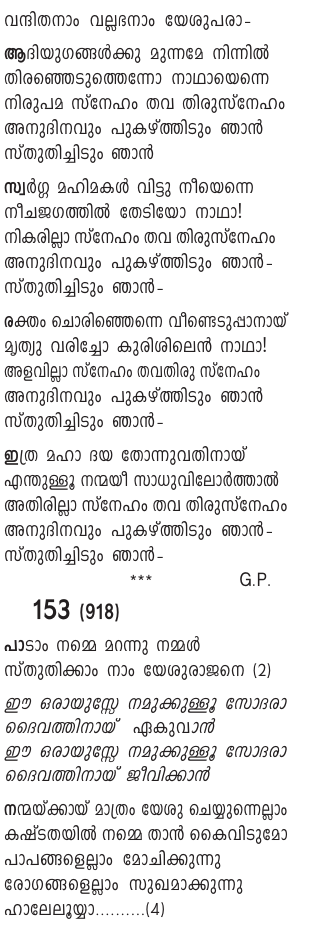 വന്ദിതനാം വല്ലഭനാം യേശുപരാ-
ആദിയുഗങ്ങൾക്കു മുന്നമേ നിന്നിൽ
തിരഞ്ഞെടുത്തെന്നോ നാഥായെന്നെ
നിരുപമ സ്നേഹം തവ തിരുസ്നേഹം
അനുദിനവും പുകഴ്ത്തിടും ഞാൻ
സ്തുതിച്ചിടും ഞാൻ
സ്വർഗ്ഗ മഹിമകൾ വിട്ടു നീയെന്നെ
നീചജഗത്തിൽ തേടിയോ നാഥാ!
നികരില്ലാ സ്നേഹം തവ തിരുസ്നേഹം
അനുദിനവും പുകഴ്ത്തിടും ഞാൻ-
സ്തുതിച്ചിടും ഞാൻ-
രക്തം ചൊരിഞ്ഞെന്നെ വീണ്ടെടുപ്പാനായ്
മൃത്യു വരിച്ചോ കുരിശിലെൻ നാഥാ!
അളവില്ലാ സ്നേഹം തവതിരു സ്നേഹം
അനുദിനവും പുകഴ്ത്തിടും ഞാൻ
സ്തുതിച്ചിടും ഞാൻ-
ഇത്ര മഹാ ദയ തോന്നുവതിനായ്
എന്തുള്ളൂ നന്മയീ സാധുവിലോർത്താൽ
അതിരില്ലാ സ്നേഹം തവ തിരുസ്നേഹം
അനുദിനവും പുകഴ്ത്തിടും ഞാൻ-
സ്തുതിച്ചിടും ഞാൻ-
*** G.P.
153 (918)
പാടാം നമ്മെ മറന്നു നമ്മൾ
സ്തുതിക്കാം നാം യേശുരാജനെ (2)
ഈ ഒരായുസ്സേ നമുക്കുള്ളൂ സോദരാ
ദൈവത്തിനായ് ഏകുവാൻ
ഈ ഒരായുസ്സേ നമുക്കുള്ളൂ സോദരാ
ദൈവത്തിനായ് ജീവിക്കാൻ
നന്മയ്ക്കായ് മാത്രം യേശു ചെയ്യുന്നെല്ലാം
കഷ്ടതയിൽ നമ്മെ താൻ കൈവിടുമോ
പാപങ്ങളെല്ലാം മോചിക്കുന്നു
രോഗങ്ങളെല്ലാം സുഖമാക്കുന്നു
ഹാലേലൂയ്യാ..........(4)